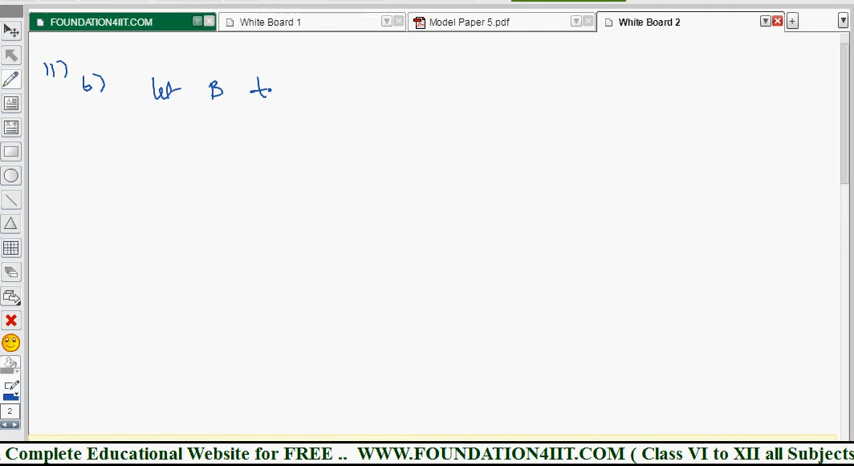 FOUNDATION4IIT.COM White Board 1 Model Paper 5.pdf White Board 2
11)
b) let B
2
Complete Educational Website for FREE .. WWW.FOUNDATION4IIT.COM ( Class VI to XII all Subjects